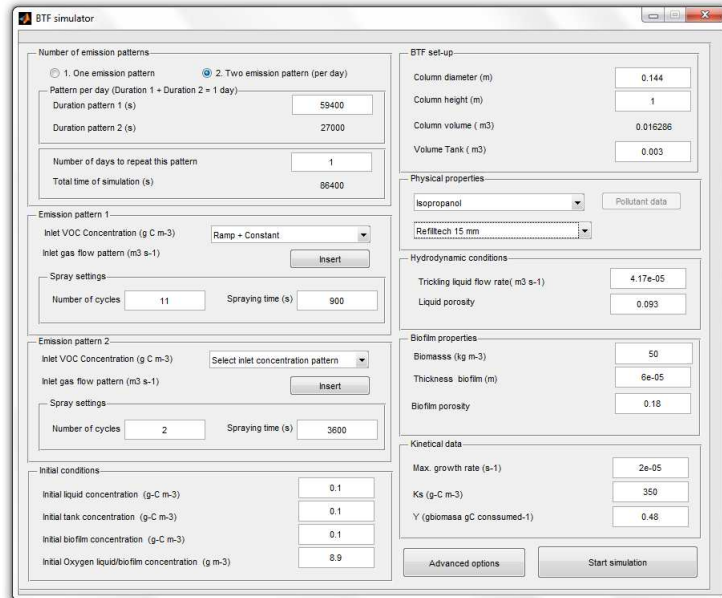 BTF simulator
Number of emission patterns
1. One emission pattern
2. Two emission pattern (per day)
Pattern per day (Duration 1 + Duration 2 = 1 day)
Duration pattern 1 (s) 59400
Duration pattern 2 (s) 27000
Number of days to repeat this pattern 1
Total time of simulation (s) 86400
Emission pattern 1
Inlet VOC Concentration (g C m-3) Ramp + Constant
Inlet gas flow pattern (m3 s-1) Insert
Spray settings
Number of cycles 11 Spraying time (s) 900
Emission pattern 2
Inlet VOC Concentration (g C m-3) Select inlet concentration pattern
Inlet gas flow pattern (m3 s-1) Insert
Spray settings
Number of cycles 2 Spraying time (s) 3600
Initial conditions
Initial liquid concentration (g-C m-3) 0.1
Initial tank concentration (g-C m-3) 0.1
Initial biofilm concentration (g-C m-3) 0.1
Initial Oxygen liquid/biofilm concentration (g m-3) 8.9
BTF set-up
Column diameter (m) 0.144
Column height (m) 1
Column volume ( m3) 0.016286
Volume Tank ( m3) 0.003
Physical properties
Isopropanol Pollutant data
Refilltech 15 mm
Hydrodynamic conditions
Trickling liquid flow rate( m3 s-1) 4.17e-05
Liquid porosity 0.093
Biofilm properties
Biomasss (kg m-3) 50
Thickness biofilm (m) 6e-05
Biofilm porosity 0.18
Kinetical data
Max. growth rate (s-1) 2e-05
Ks (g-C m-3) 350
Y (gbiomasa gC conssumed-1) 0.48
Advanced options Start simulation